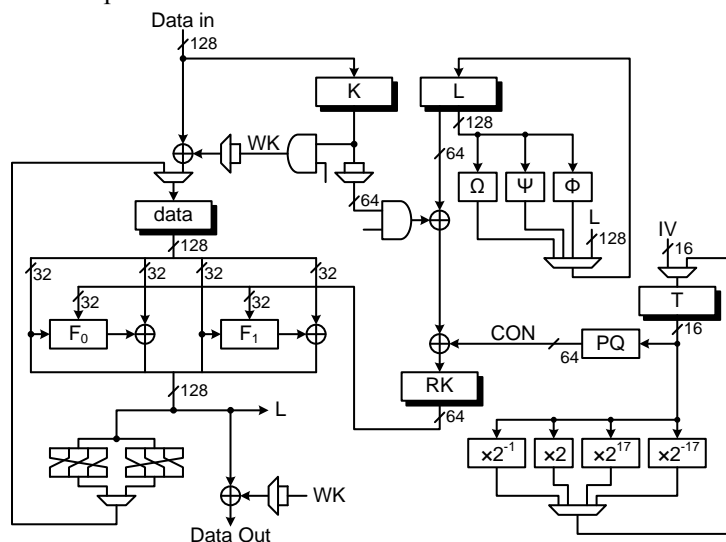 Data in
128
K
L
128
WK
64
64
Ω
Ψ
Φ
L
128
IV
16
data
128
T
32
32
32
32
32
32
16
F₀
F₁
CON
PQ
64
128
RK
L
64
×2⁻¹
×2
×2¹⁷
×2⁻¹⁷
WK
Data Out